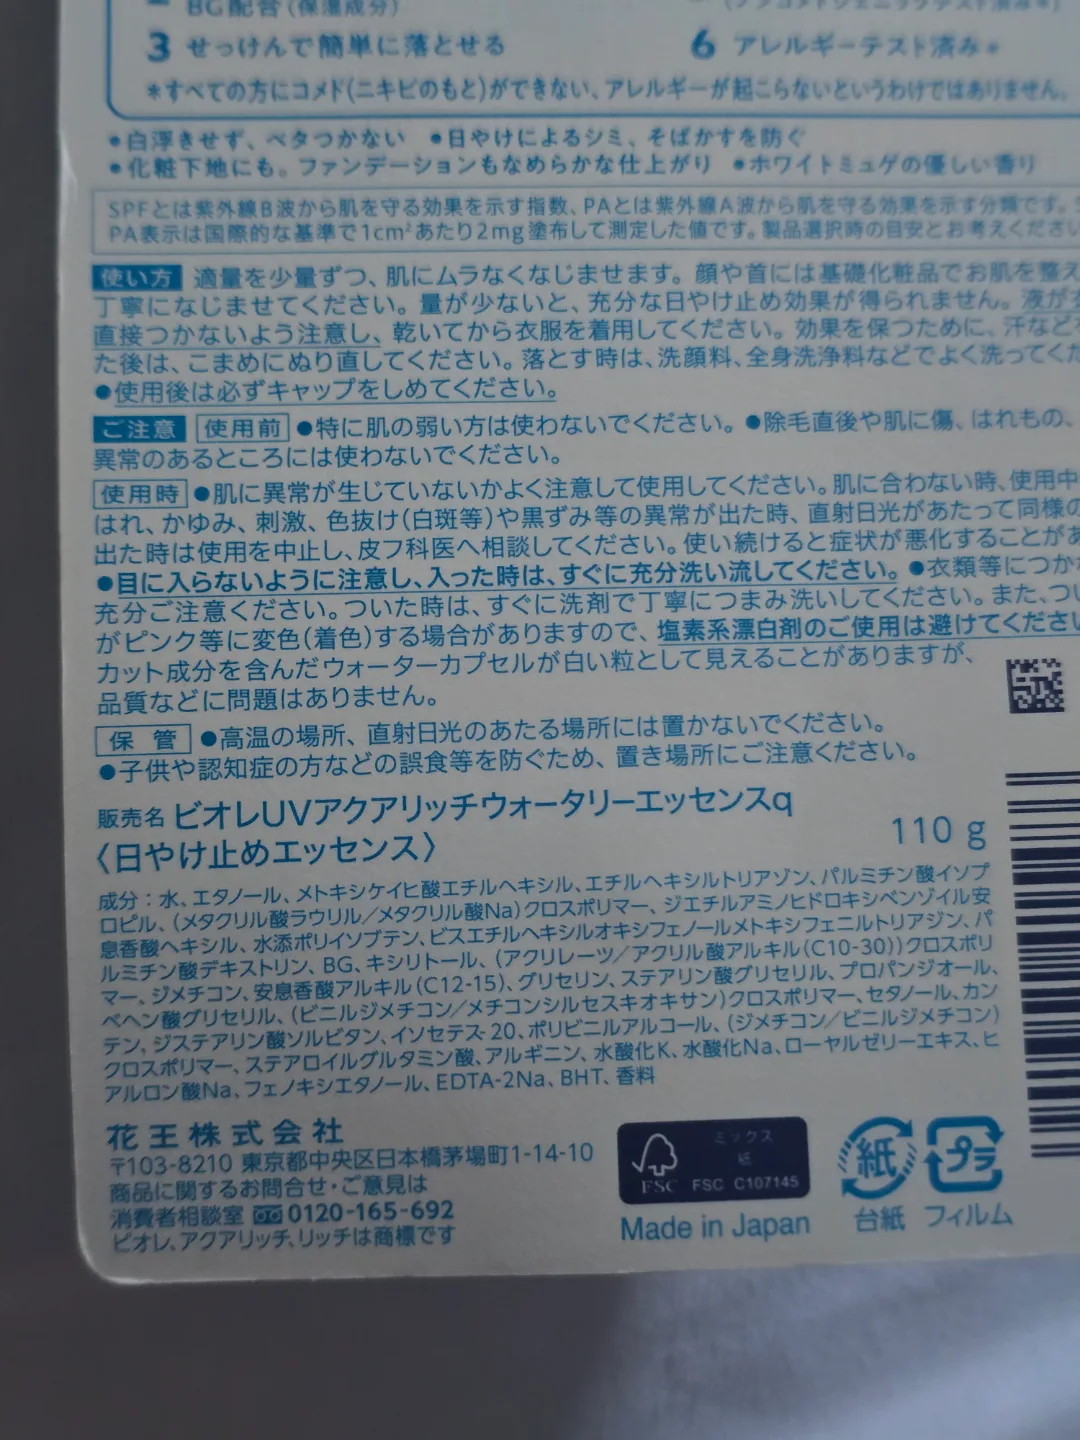 BG配合(保湿成分)
3 せっけんで簡単に落とせる
6 アレルギーテスト済み*
*すべての方にコメド(ニキビのもと)ができない、アレルギーが起こらないというわけではありません。
●白浮きせず、ベタつかない ●日やけによるシミ、そばかすを防ぐ
●化粧下地にも。ファンデーションもなめらかな仕上がり ●ホワイトミュゲの優しい香り
SPFとは紫外線B波から肌を守る効果を示す指数、PAとは紫外線A波から肌を守る効果を示す分類です。
PA表示は国際的な基準で1cm²あたり2mg塗布して測定した値です。製品選択時の目安とお考えください
使い方 適量を少量ずつ、肌にムラなくなじませます。顔や首には基礎化粧品でお肌を整え
丁寧になじませてください。量が少ないと、充分な日やけ止め効果が得られません。液が
直接つかないよう注意し、乾いてから衣服を着用してください。効果を保つために、汗など
た後は、こまめにぬり直してください。落とす時は、洗顔料、全身洗浄料などでよく洗ってくだ
●使用後は必ずキャップをしめてください。
ご注意 使用前 ●特に肌の弱い方は使わないでください。●除毛直後や肌に傷、はれもの、
異常のあるところには使わないでください。
使用時 ●肌に異常が生じていないかよく注意して使用してください。肌に合わない時、使用中
はれ、かゆみ、刺激、色抜け(白斑等)や黒ずみ等の異常が出た時、直射日光があたって同様の
出た時は使用を中止し、皮フ科医へ相談してください。使い続けると症状が悪化することがあ
●目に入らないように注意し、入った時は、すぐに充分洗い流してください。●衣類等につか
充分ご注意ください。ついた時は、すぐに洗剤で丁寧につまみ洗いしてください。また、つい
がピンク等に変色(着色)する場合がありますので、塩素系漂白剤のご使用は避けてください
カット成分を含んだウォーターカプセルが白い粒として見えることがありますが、
品質などに問題はありません。
保管 ●高温の場所、直射日光のあたる場所には置かないでください。
●子供や認知症の方などの誤食等を防ぐため、置き場所にご注意ください。
販売名 ビオレUVアクアリッチウォータリーエッセンスq
〈日やけ止めエッセンス〉
110 g
成分:水、エタノール、メトキシケイヒ酸エチルヘキシル、エチルヘキシルトリアゾン、パルミチン酸イソプ
ロピル、(メタクリル酸ラウリル/メタクリル酸Na)クロスポリマー、ジエチルアミノヒドロキシベンゾイル安
息香酸ヘキシル、水添ポリイソブテン、ビスエチルヘキシルオキシフェノールメトキシフェニルトリアジン、パ
ルミチン酸デキストリン、BG、キシリトール、(アクリレーツ/アクリル酸アルキル(C10-30))クロスポリ
マー、ジメチコン、安息香酸アルキル(C12-15)、グリセリン、ステアリン酸グリセリル、プロパンジオール、
ベヘン酸グリセリル、(ビニルジメチコン/メチコンシルセスキオキサン)クロスポリマー、セタノール、カン
テン、ジステアリン酸ソルビタン、イソセテス-20、ポリビニルアルコール、(ジメチコン/ビニルジメチコン)
クロスポリマー、ステアロイルグルタミン酸、アルギニン、水酸化K、水酸化Na、ローヤルゼリーエキス、ヒ
アルロン酸Na、フェノキシエタノール、EDTA-2Na、BHT、香料
花王株式会社
〒103-8210 東京都中央区日本橋茅場町1-14-10
商品に関するお問合せ・ご意見は
消費者相談室 0120-165-692
ビオレ、アクアリッチ、リッチは商標です
ミックス
紙
FSC
FSC C107145
Made in Japan
紙
台紙
プラ
フィルム